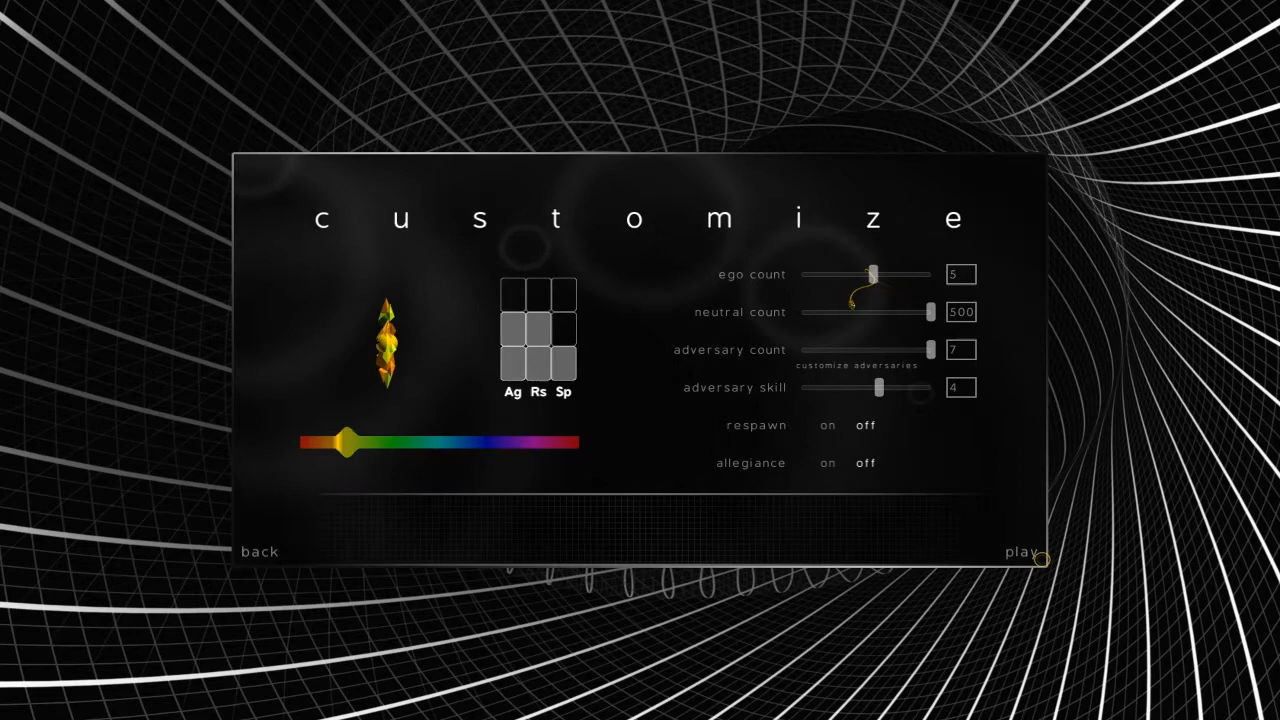 c u s t o m i z e
ego count 5
neutral count 500
adversary count 7
customize adversaries
adversary skill 4
Ag Rs Sp
respawn on off
allegiance on off
back play